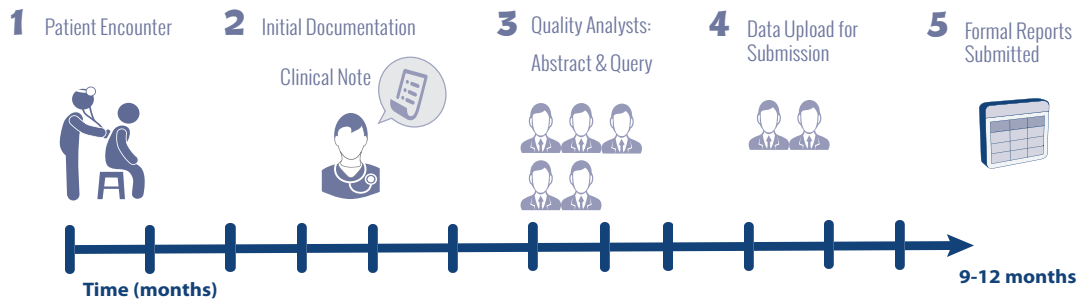 1 Patient Encounter
2 Initial Documentation
Clinical Note
3 Quality Analysts:
Abstract & Query
4 Data Upload for
Submission
5 Formal Reports
Submitted
Time (months)
9-12 months